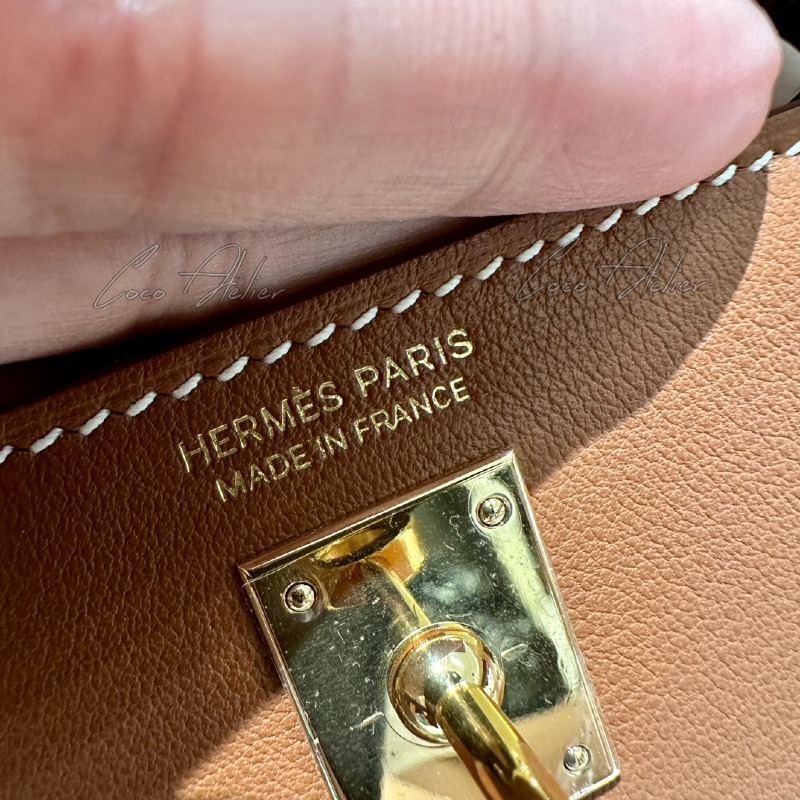 Coco Atelier
Coco Atelier
HERMÈS PARIS
MADE IN FRANCE